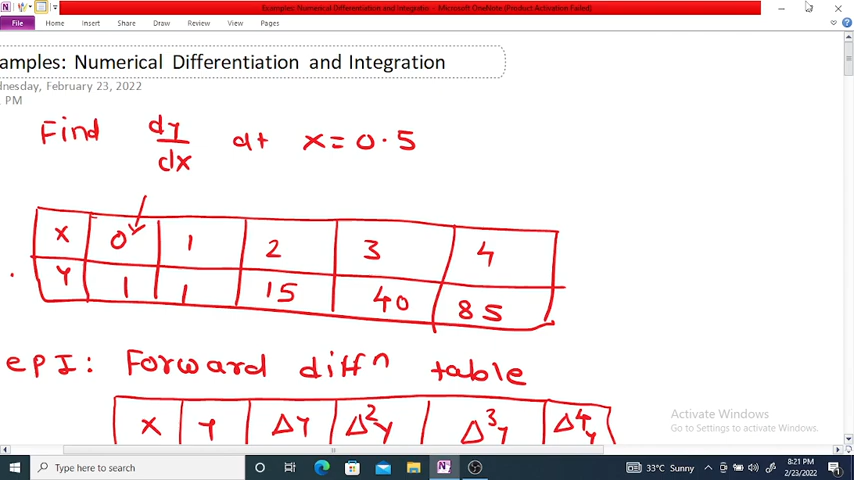 Examples: Numerical Differentiation and Integratin - Microsoft OneNote (Product Activation Failed)
File Home Insert Share Draw Review View Pages
amples: Numerical Differentiation and Integration
dnesday, February 23, 2022
PM
Find dy/dx at x = 0.5
X 0 1 2 3 4
Y 1 1 15 40 85
ep I: Forward diffn table
X Y ΔY Δ²Y Δ³Y Δ⁴Y
Activate Windows
Go to Settings to activate Windows.
Type here to search
33°C Sunny
8:21 PM
2/23/2022